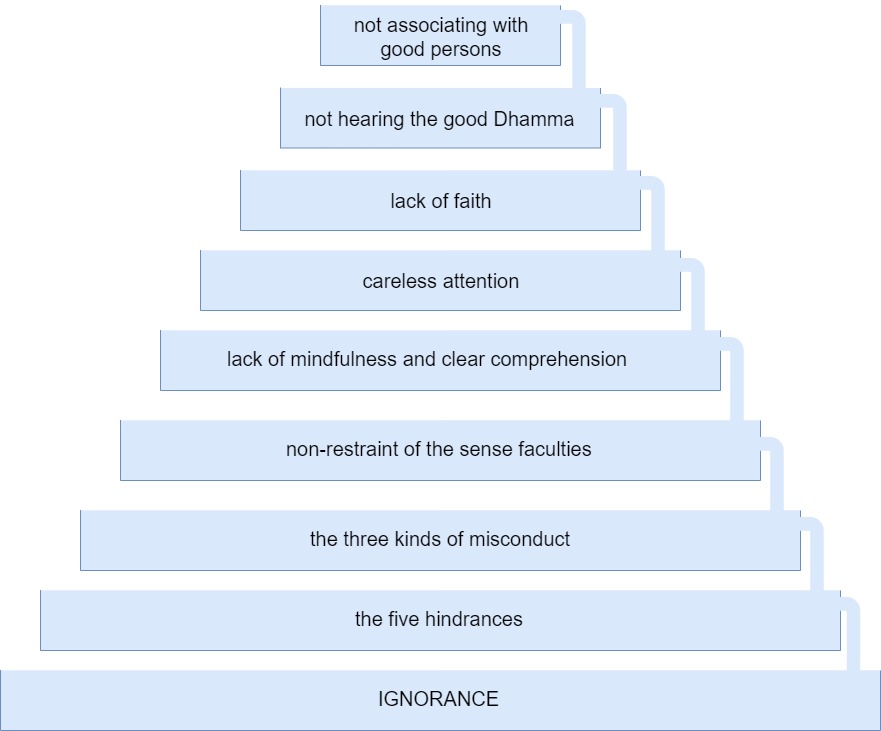 not associating with
good persons
not hearing the good Dhamma
lack of faith
careless attention
lack of mindfulness and clear comprehension
non-restraint of the sense faculties
the three kinds of misconduct
the five hindrances
IGNORANCE